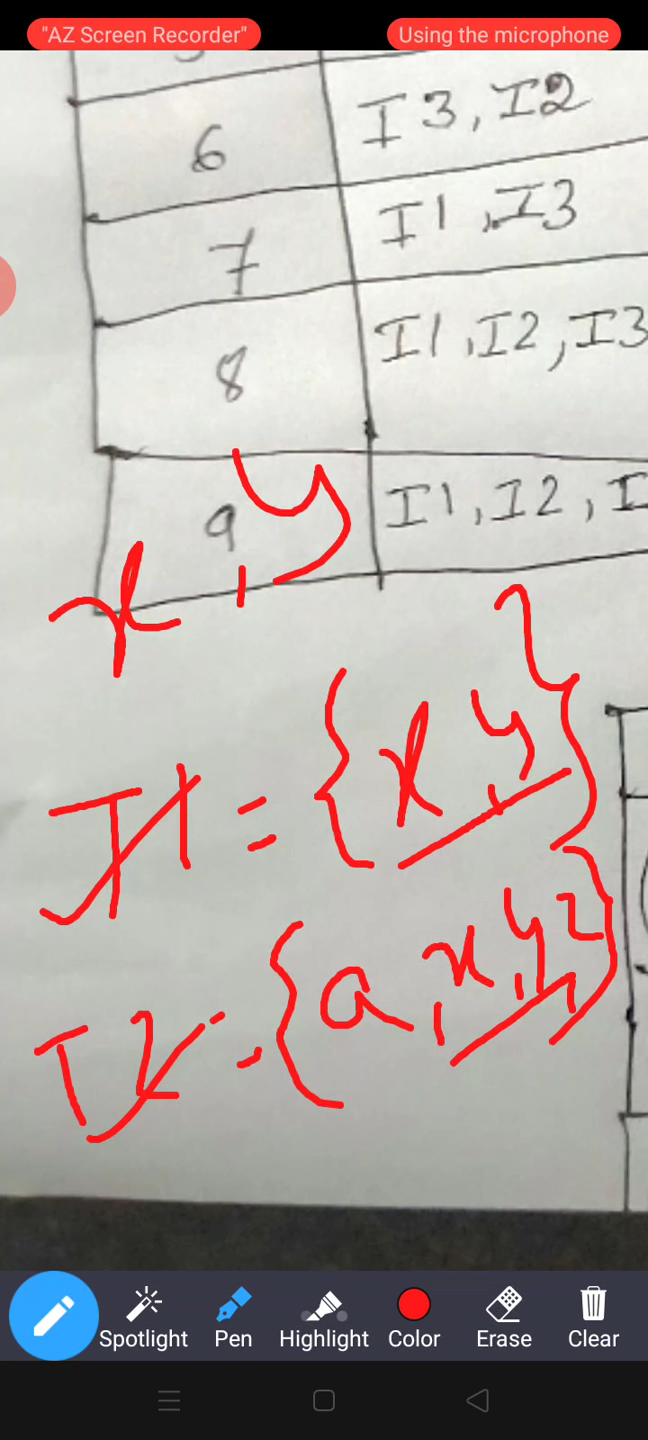 "AZ Screen Recorder" Using the microphone
6 I3, I2
7 I1, I3
8 I1, I2, I3
9 I1, I2, I
x, y
I1 = {x, y}
I2 = {a, x, y, z}
Spotlight Pen Highlight Color Erase Clear